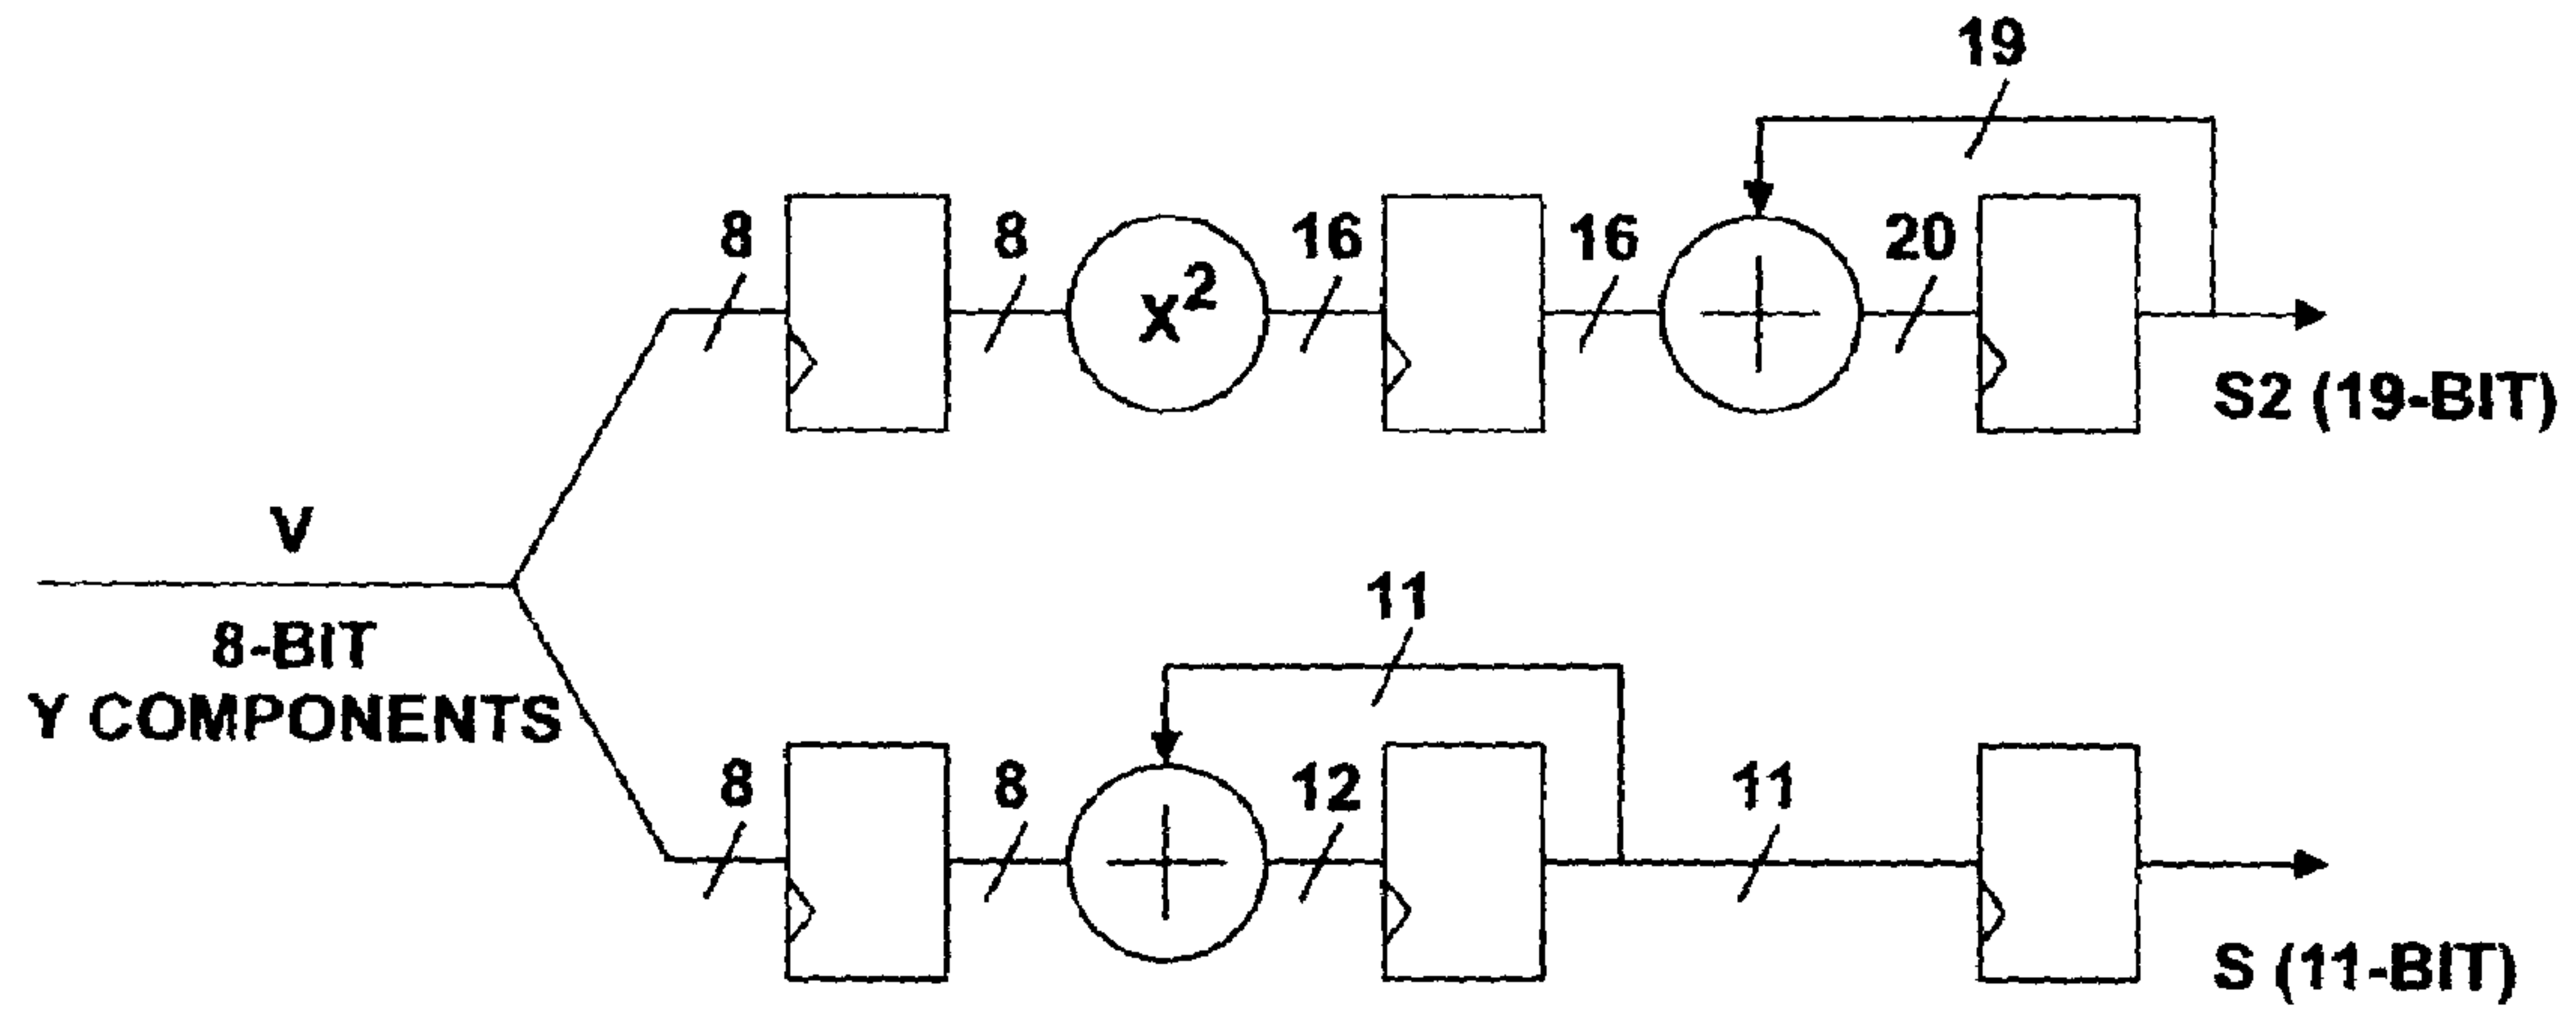 19
8
8
x²
16
16
20
S2 (19-BIT)
V
8-BIT
Y COMPONENTS
11
8
8
12
11
S (11-BIT)